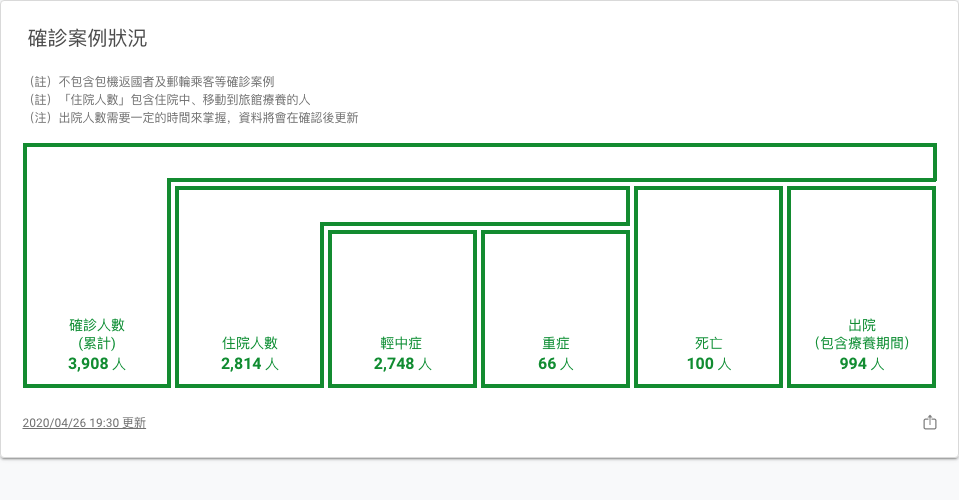 確診案例狀況
（註）不包含包機返國者及郵輪乘客等確診案例
（註）「住院人數」包含住院中、移動到旅館療養的人
（注）出院人數需要一定的時間來掌握，資料將會在確認後更新
確診人數
(累計)
3,908 人
住院人數
2,814 人
輕中症
2,748 人
重症
66 人
死亡
100 人
出院
（包含療養期間）
994 人
2020/04/26 19:30 更新